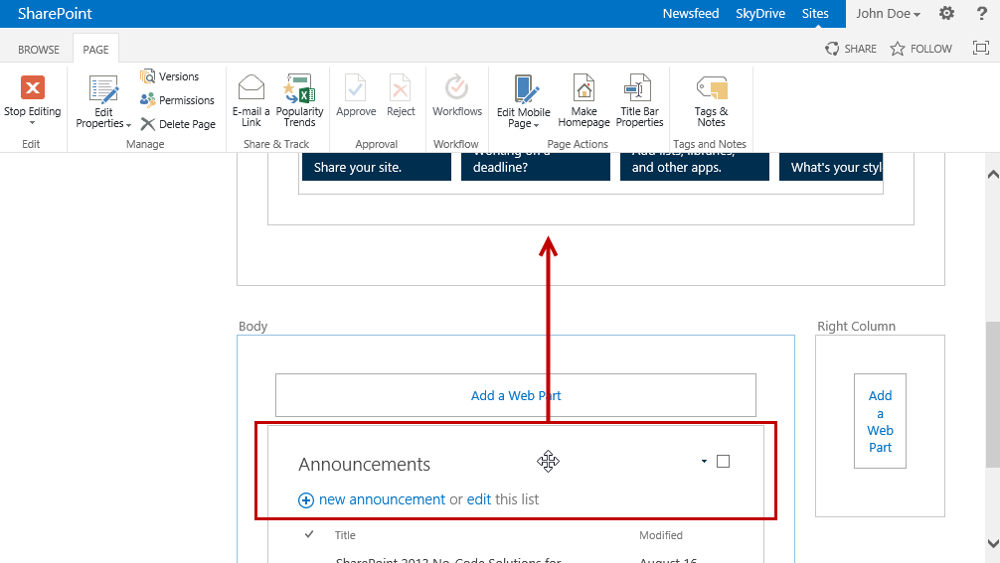 SharePoint
Newsfeed SkyDrive Sites John Doe ?
BROWSE PAGE SHARE FOLLOW
Stop Editing
Edit
Edit Properties
Versions
Permissions
Delete Page
Manage
E-mail a Link
Popularity Trends
Share & Track
Approve
Reject
Approval
Workflows
Workflow
Edit Mobile Page
Make Homepage
Title Bar Properties
Page Actions
Tags & Notes
Tags and Notes
Share your site.
Working on a
deadline?
Add lists, libraries,
and other apps.
What's your styl
Body
Right Column
Add a Web Part
Add
a
Web
Part
Announcements
new announcement or edit this list
Title Modified
SharePoint 2013 No-Code Solutions for August 16